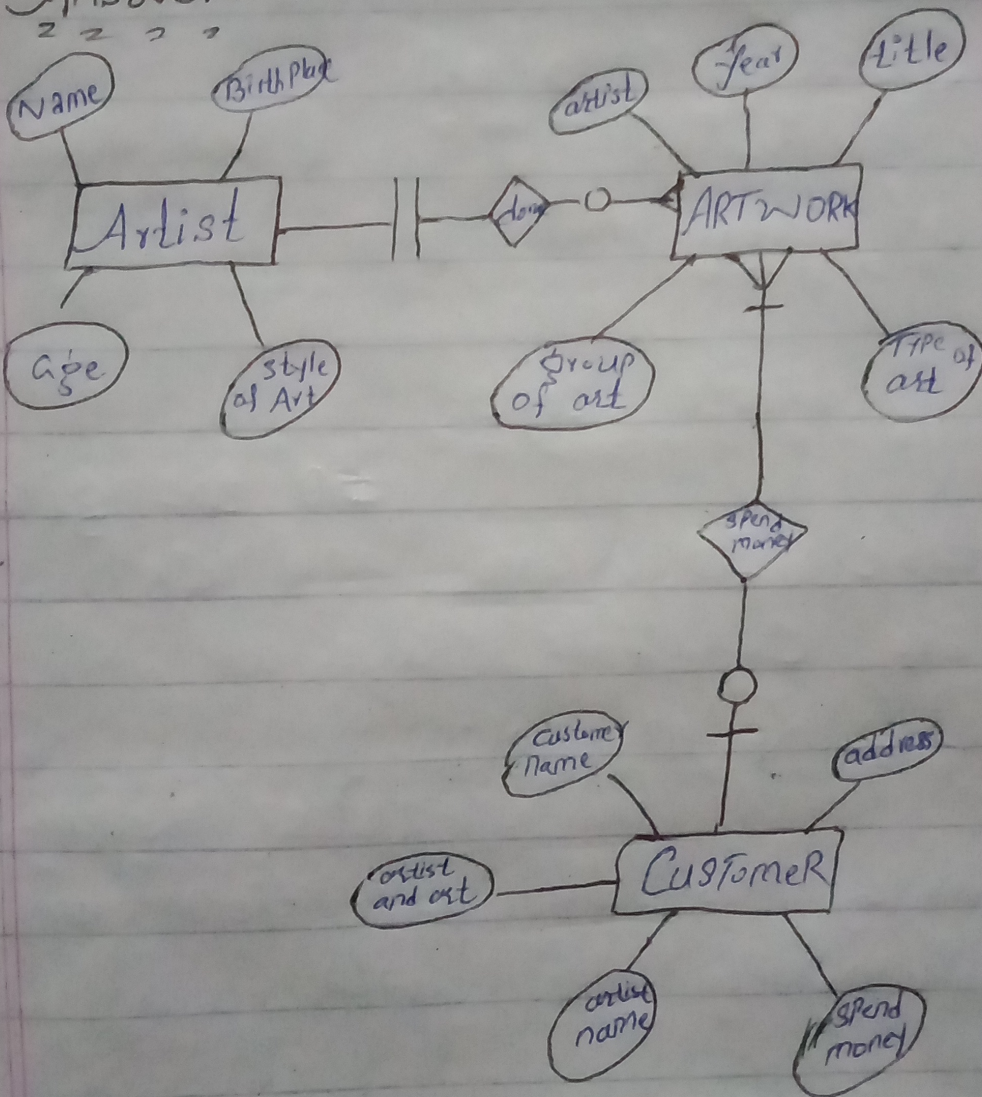 Name
BirthPlace
artist
Year
title
Artist
ARTWORK
age
style
of Art
group
of art
TYPE of
art
spend
money
Customer
name
address
artist
and art
CUSTOMER
artist
name
spend
money